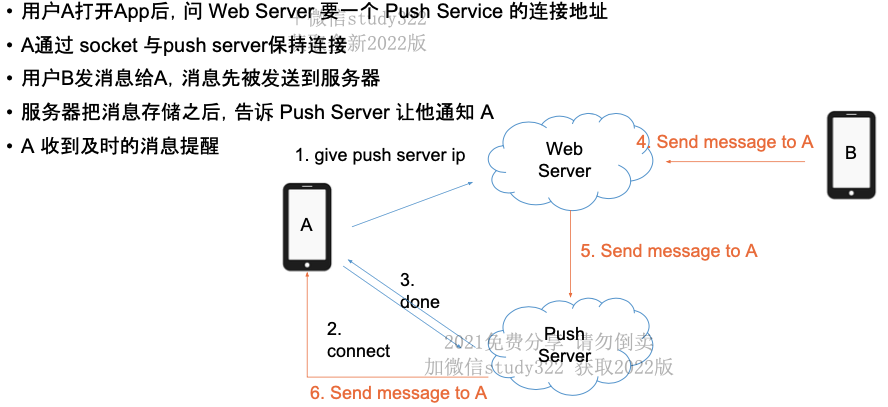 • 用户A打开App后, 问 Web Server 要一个 Push Service 的连接地址
• A通过 socket 与push server保持连接
• 用户B发消息给A, 消息先被发送到服务器
• 服务器把消息存储之后, 告诉 Push Server 让他通知 A
• A 收到及时的消息提醒
微信study322
新2022版
1. give push server ip
Web
Server
4. Send message to A
B
A
5. Send message to A
3.
done
2.
connect
Push
Server
2021免费分享 请勿倒卖
加微信study322 获取2022版
6. Send message to A